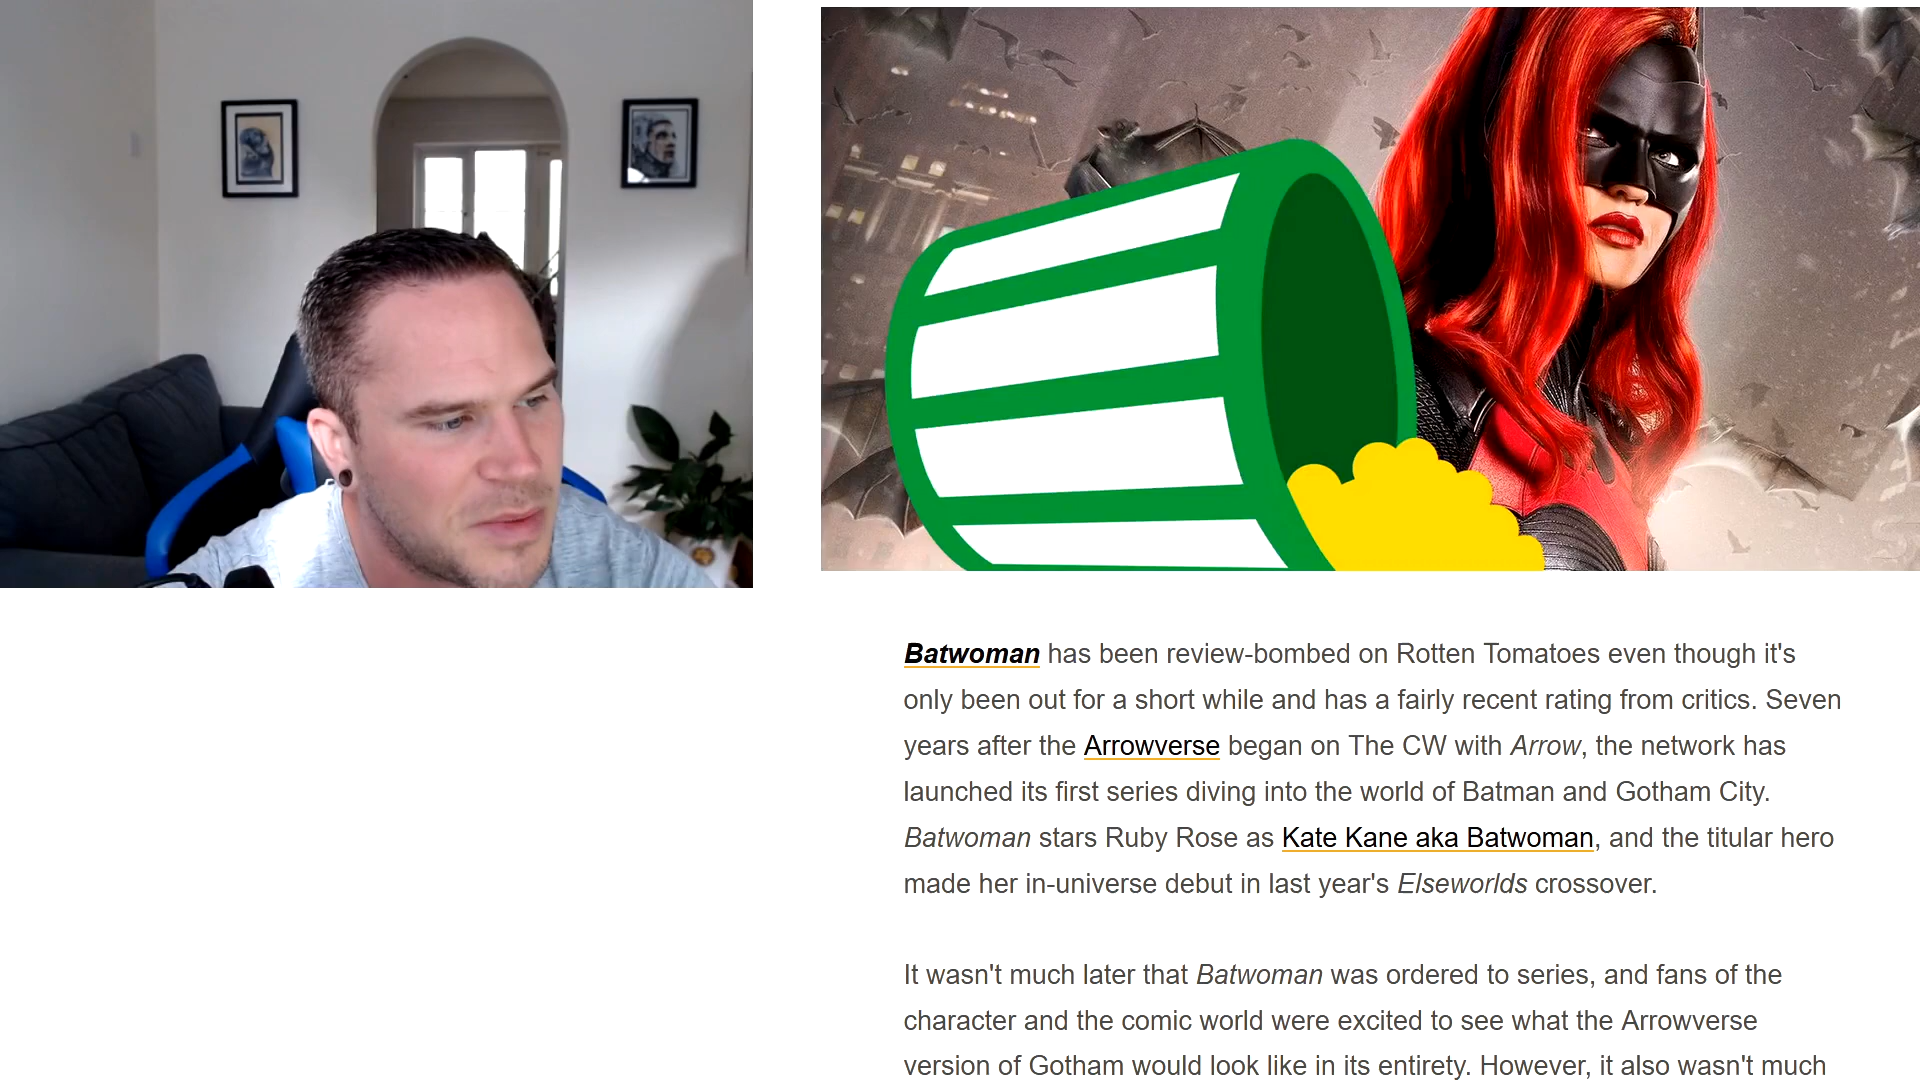 Batwoman has been review-bombed on Rotten Tomatoes even though it's
only been out for a short while and has a fairly recent rating from critics. Seven
years after the Arrowverse began on The CW with Arrow, the network has
launched its first series diving into the world of Batman and Gotham City.
Batwoman stars Ruby Rose as Kate Kane aka Batwoman, and the titular hero
made her in-universe debut in last year's Elseworlds crossover.
It wasn't much later that Batwoman was ordered to series, and fans of the
character and the comic world were excited to see what the Arrowverse
version of Gotham would look like in its entirety. However, it also wasn't much